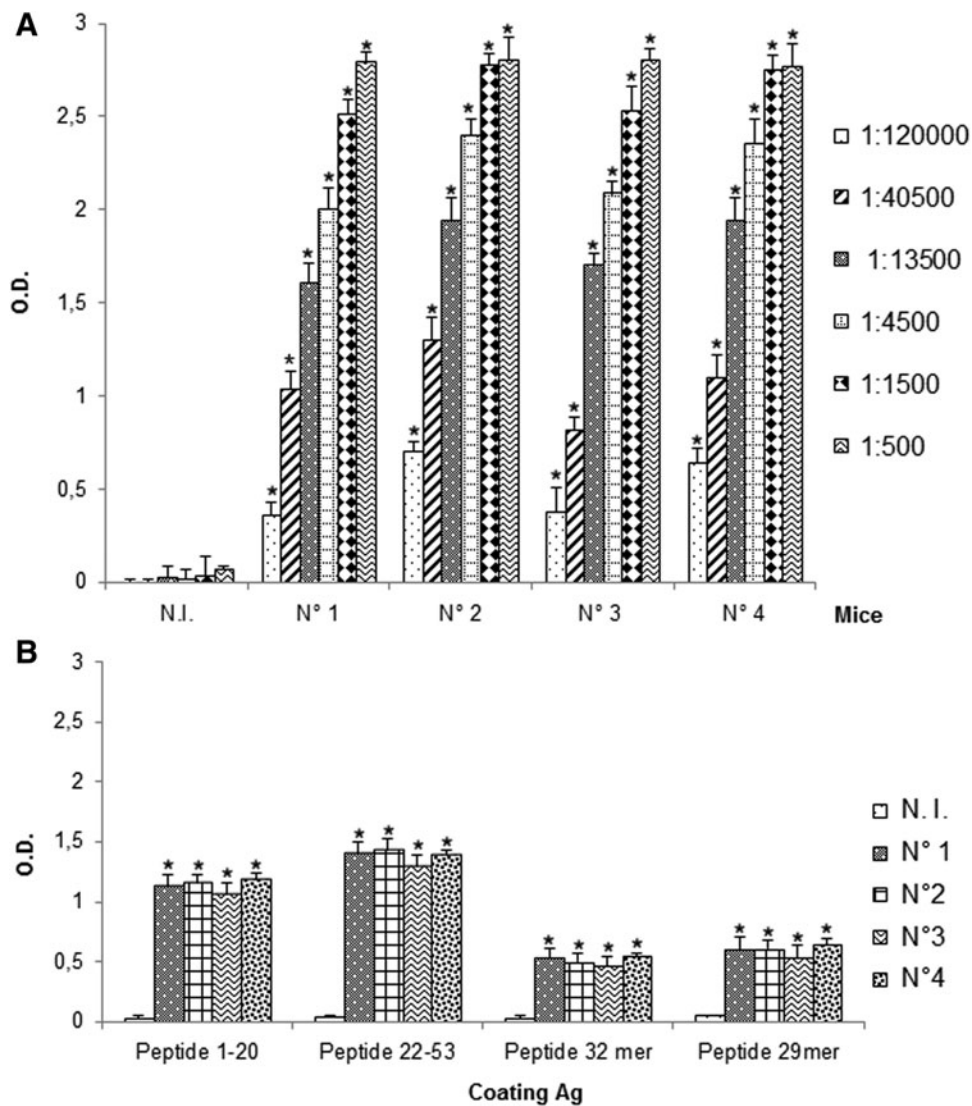 A
3
2,5
2
1,5
1
0,5
0
O.D.
* * * * * * * * * * * * * * * * * * * * * * * *
N.I. N° 1 N° 2 N° 3 N° 4 Mice
1:120000
1:40500
1:13500
1:4500
1:1500
1:500
B
3
2,5
2
1,5
1
0,5
0
O.D.
* * * * * * * * * * * * * * * *
Peptide 1-20 Peptide 22-53 Peptide 32 mer Peptide 29mer
Coating Ag
N. I.
N° 1
N°2
N°3
N°4